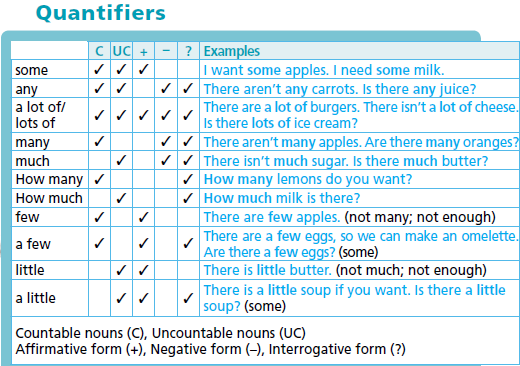 Quantifiers
C UC + – ? Examples
some ✓ ✓ ✓ I want some apples. I need some milk.
any ✓ ✓ ✓ ✓ There aren't any carrots. Is there any juice?
a lot of/
lots of ✓ ✓ ✓ ✓ ✓ There are a lot of burgers. There isn't a lot of cheese.
Is there lots of ice cream?
many ✓ ✓ ✓ There aren't many apples. Are there many oranges?
much ✓ ✓ ✓ There isn't much sugar. Is there much butter?
How many ✓ ✓ How many lemons do you want?
How much ✓ ✓ How much milk is there?
few ✓ ✓ There are few apples. (not many; not enough)
a few ✓ ✓ ✓ There are a few eggs, so we can make an omelette.
Are there a few eggs? (some)
little ✓ ✓ There is little butter. (not much; not enough)
a little ✓ ✓ ✓ There is a little soup if you want. Is there a little
soup? (some)
Countable nouns (C), Uncountable nouns (UC)
Affirmative form (+), Negative form (–), Interrogative form (?)